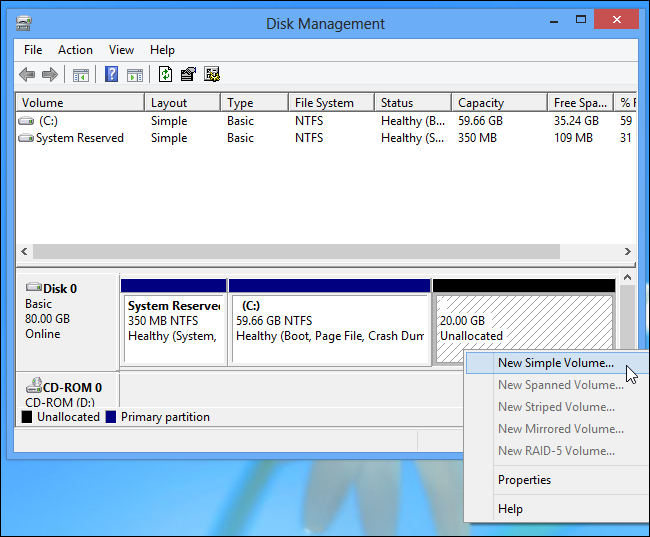 Disk Management
File Action View Help
Volume Layout Type File System Status Capacity Free Spa... % F
(C:) Simple Basic NTFS Healthy (B... 59.66 GB 35.24 GB 59
System Reserved Simple Basic NTFS Healthy (S... 350 MB 109 MB 31
Disk 0
Basic
80.00 GB
Online
System Reserve
350 MB NTFS
Healthy (System,
(C:)
59.66 GB NTFS
Healthy (Boot, Page File, Crash Dum
20.00 GB
Unallocated
CD-ROM 0
CD-ROM (D:)
Unallocated Primary partition
New Simple Volume...
New Spanned Volume...
New Striped Volume...
New Mirrored Volume...
New RAID-5 Volume...
Properties
Help